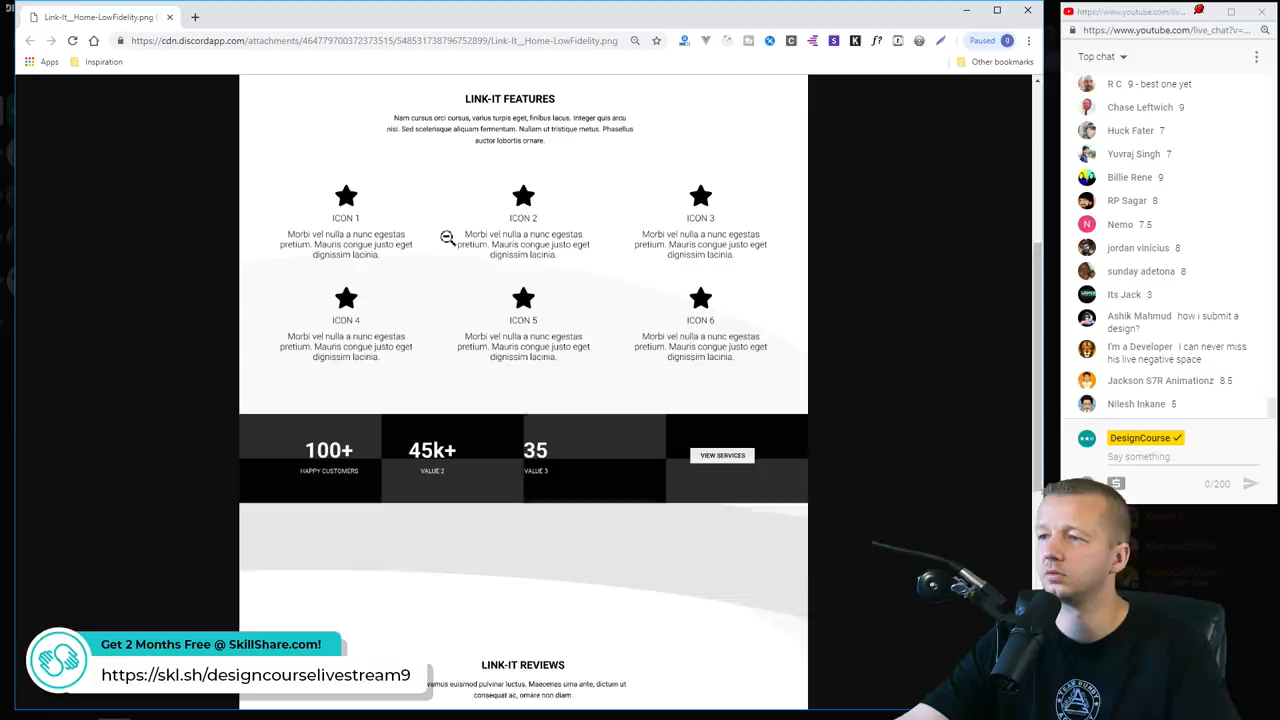 Link-It__Home-LowFidelity.png
https://cdn.discordapp.com/attachments/464779700372512515/548531738796752899/Link-It__Home-LowFidelity.png
Paused
Apps
Inspiration
Other bookmarks
LINK-IT FEATURES
Nam cursus orci cursus, varius turpis eget, finibus lacus. Integer quis arcu
nisi. Sed scelerisque aliquam fermentum. Nullam ut tristique metus. Phasellus
auctor lobortis ornare.
ICON 1
Morbi vel nulla a nunc egestas
pretium. Mauris congue justo eget
dignissim lacinia.
ICON 2
Morbi vel nulla a nunc egestas
pretium. Mauris congue justo eget
dignissim lacinia.
ICON 3
Morbi vel nulla a nunc egestas
pretium. Mauris congue justo eget
dignissim lacinia.
ICON 4
Morbi vel nulla a nunc egestas
pretium. Mauris congue justo eget
dignissim lacinia.
ICON 5
Morbi vel nulla a nunc egestas
pretium. Mauris congue justo eget
dignissim lacinia.
ICON 6
Morbi vel nulla a nunc egestas
pretium. Mauris congue justo eget
dignissim lacinia.
100+
HAPPY CUSTOMERS
45k+
VALUE 2
35
VALUE 3
VIEW SERVICES
LINK-IT REVIEWS
euismod pulvinar luctus. Maecenas urna ante, dictum ut
consequat ac, ornare non diam.
Get 2 Months Free @ SkillShare.com!
https://skl.sh/designcourselivestream9
https://www.youtube.com/liv...
https://www.youtube.com/live_chat?v=...
Top chat
R C 9 - best one yet
Chase Leftwich 9
Huck Fater 7
Yuvraj Singh 7
Billie Rene 9
RP Sagar 8
N
Nemo 7.5
jordan vinicius 8
sunday adetona 8
Its Jack 3
Ashik Mahmud how i submit a
design?
I'm a Developer I can never miss
his live negative space
Jackson S7R Animationz 8.5
Nilesh Inkane 5
DesignCourse
Say something...
0/200